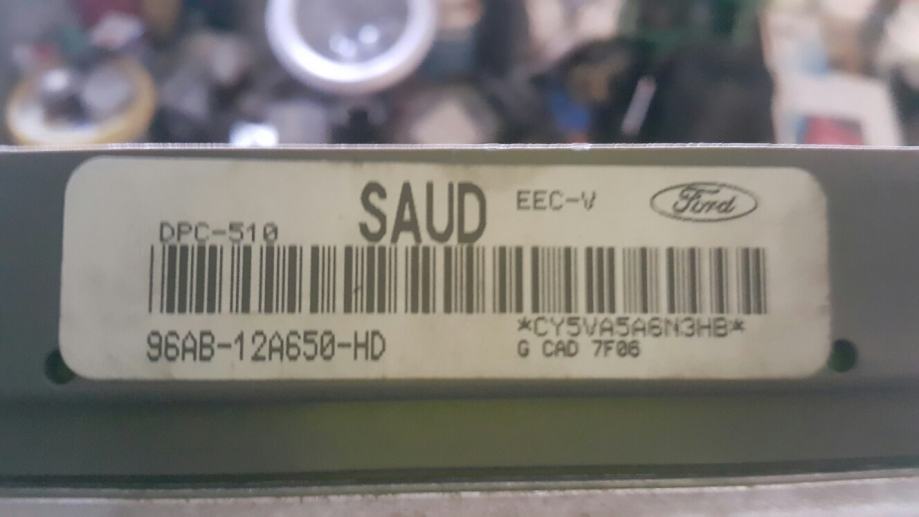 SAUD EEC-V Ford
DPC-510
*CY5VA5A6N3HB*
96AB-12A650-HD G CAD 7F06